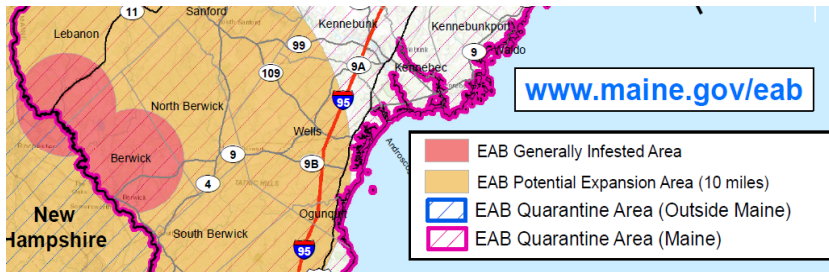 11
Sanford
Kennebunk
Kennebunkport
Lebanon
99
9A
9
Waldo
Kennebec
109
95
www.maine.gov/eab
North Berwick
Wells
EAB Generally Infested Area
Berwick
9
9B
EAB Potential Expansion Area (10 miles)
4
EAB Quarantine Area (Outside Maine)
New
Hampshire
South Berwick
95
EAB Quarantine Area (Maine)